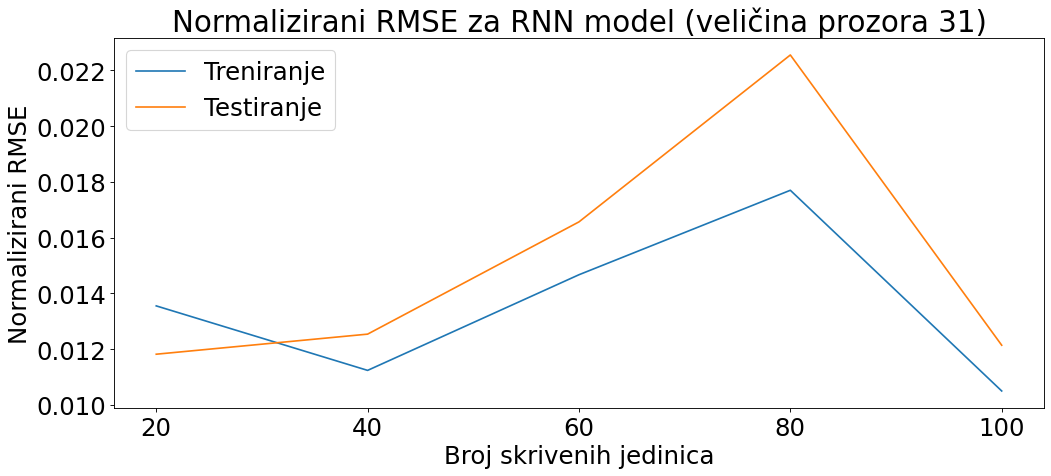 Normalizirani RMSE za RNN model (veličina prozora 31)
Treniranje
Testiranje
Normalizirani RMSE
0.022
0.020
0.018
0.016
0.014
0.012
0.010
20 40 60 80 100
Broj skrivenih jedinica